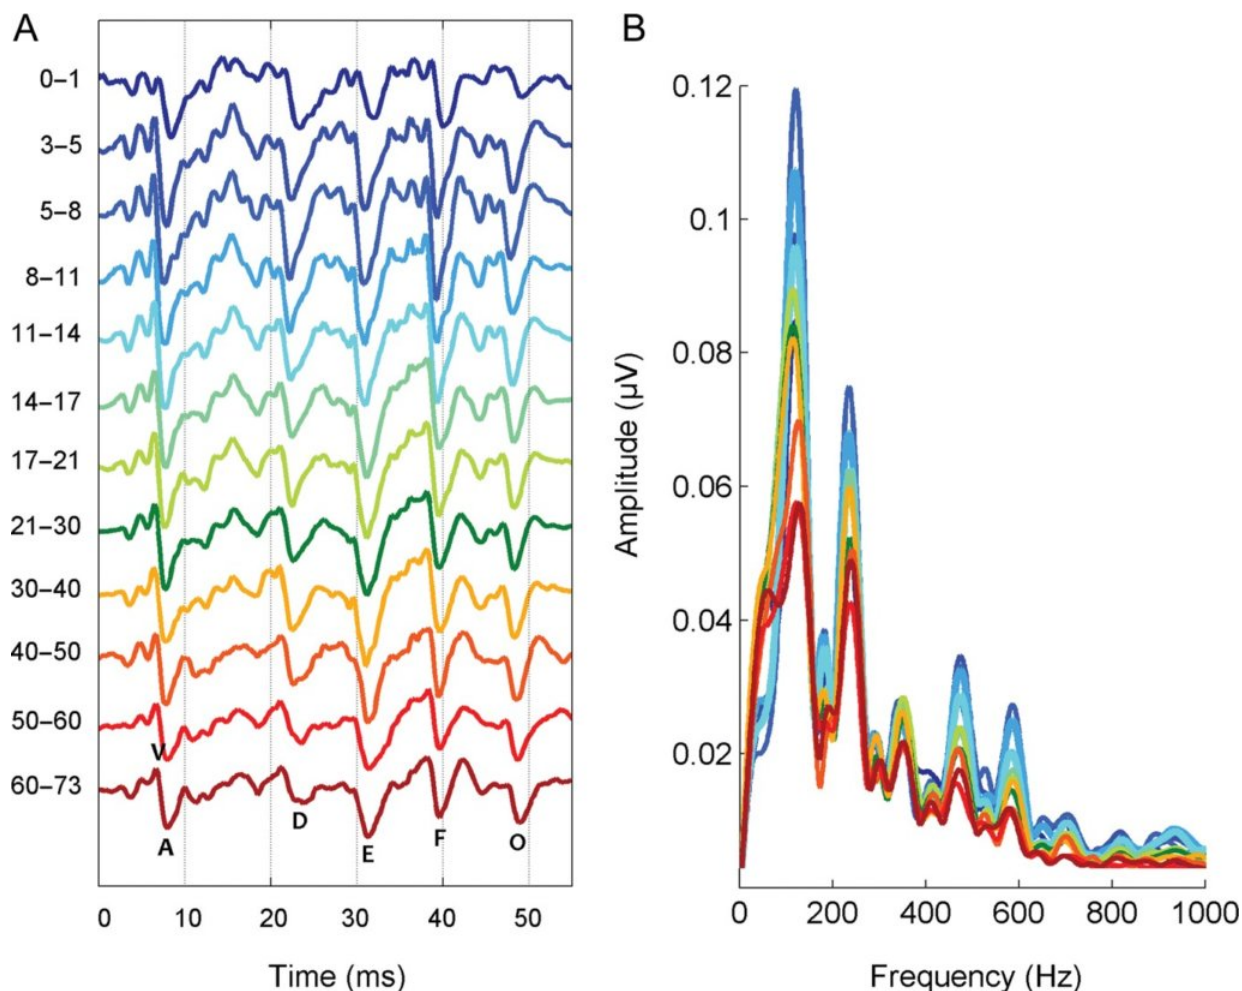 A
0–1
3–5
5–8
8–11
11–14
14–17
17–21
21–30
30–40
40–50
50–60
60–73
V
A
D
E
F
O
0 10 20 30 40 50
Time (ms)
B
0.12
0.1
0.08
0.06
0.04
0.02
Amplitude (µV)
0 200 400 600 800 1000
Frequency (Hz)